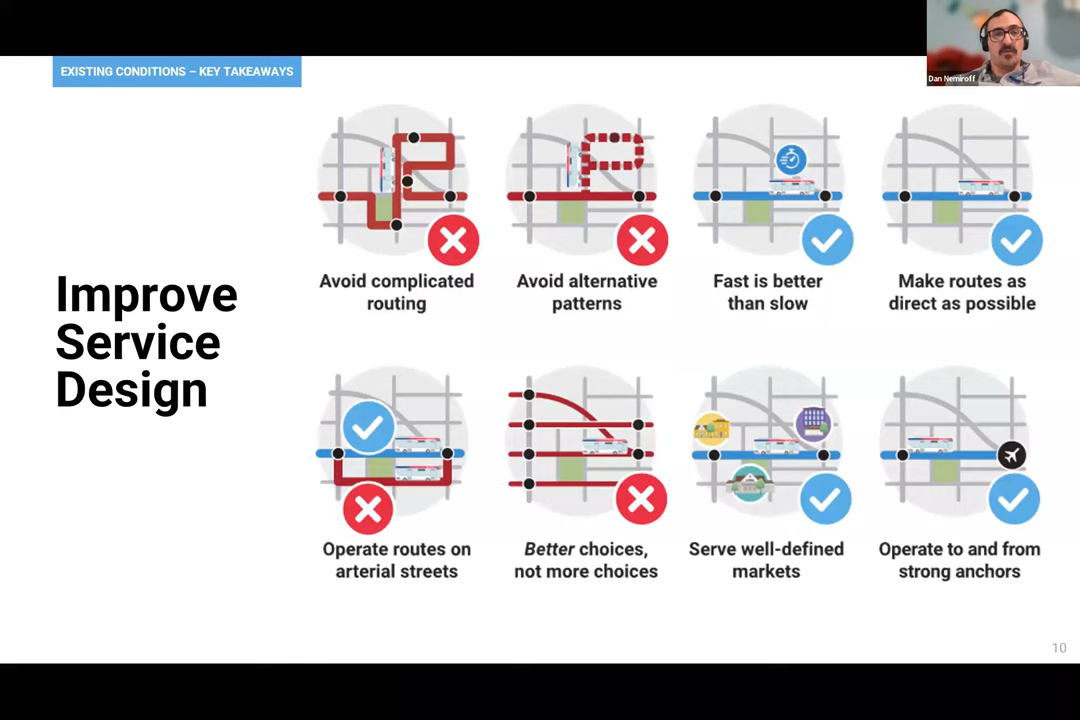 Dan Nemiroff
EXISTING CONDITIONS – KEY TAKEAWAYS
Improve
Service
Design
Avoid complicated
routing
Avoid alternative
patterns
Fast is better
than slow
Make routes as
direct as possible
Operate routes on
arterial streets
Better choices,
not more choices
Serve well-defined
markets
Operate to and from
strong anchors
10